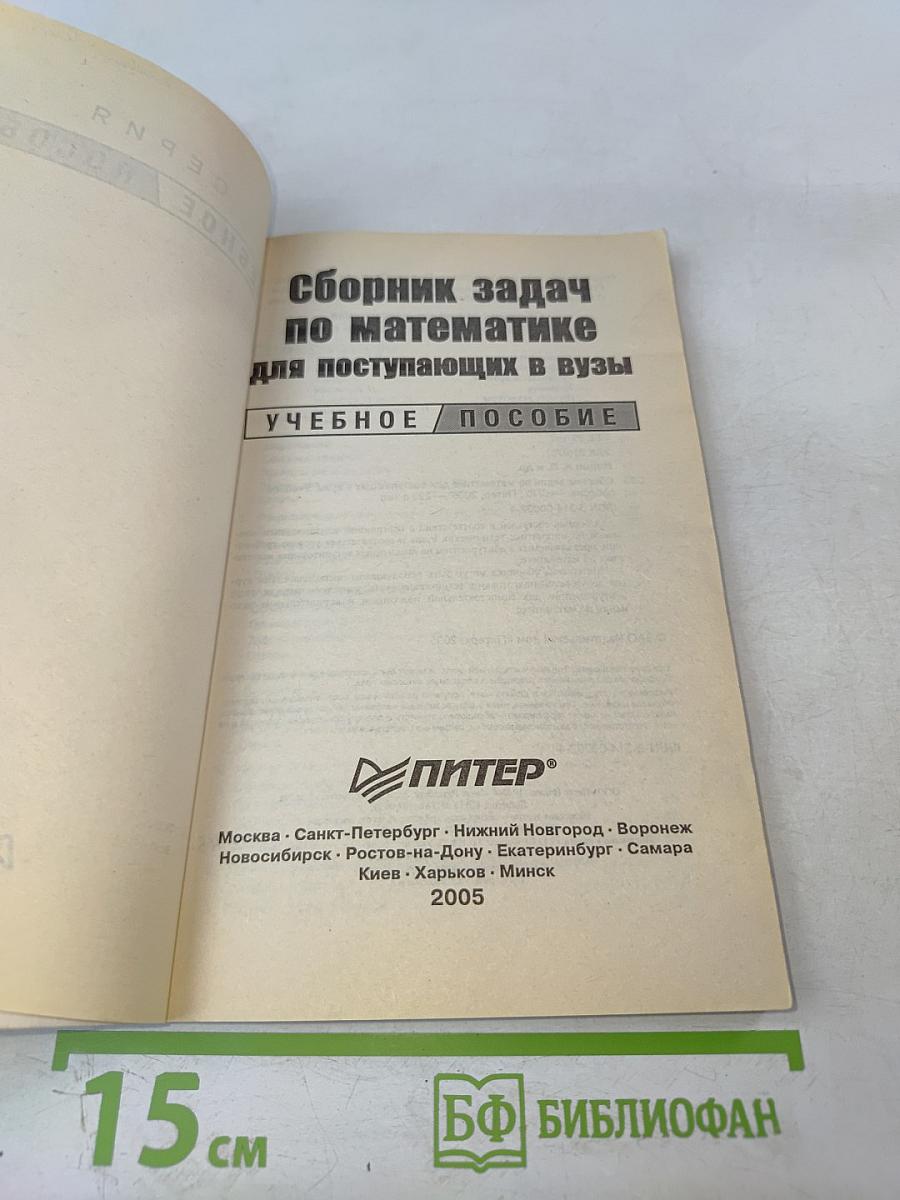 СЕРИЯ
Сборник задач
по математике
для поступающих в вузы
УЧЕБНОЕ / ПОСОБИЕ
ПИТЕР®
Москва · Санкт-Петербург · Нижний Новгород · Воронеж
Новосибирск · Ростов-на-Дону · Екатеринбург · Самара
Киев · Харьков · Минск
2005
15 см
БФ БИБЛИОФАН